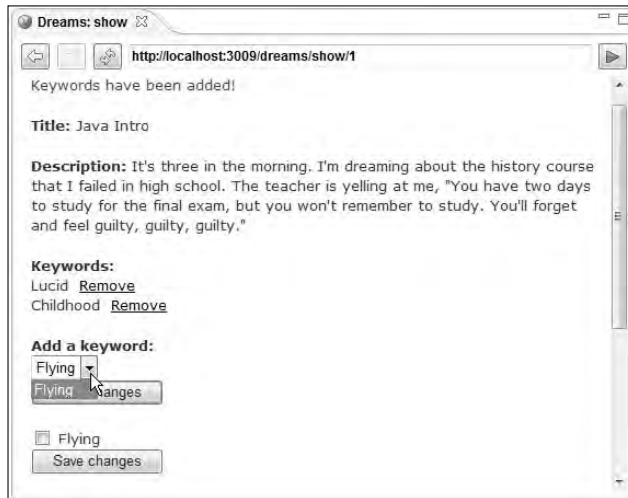 Dreams: show
http://localhost:3009/dreams/show/1
Keywords have been added!
Title: Java Intro
Description: It's three in the morning. I'm dreaming about the history course
that I failed in high school. The teacher is yelling at me, "You have two days
to study for the final exam, but you won't remember to study. You'll forget
and feel guilty, guilty, guilty."
Keywords:
Lucid Remove
Childhood Remove
Add a keyword:
Flying
Flying
Flying
Save changes